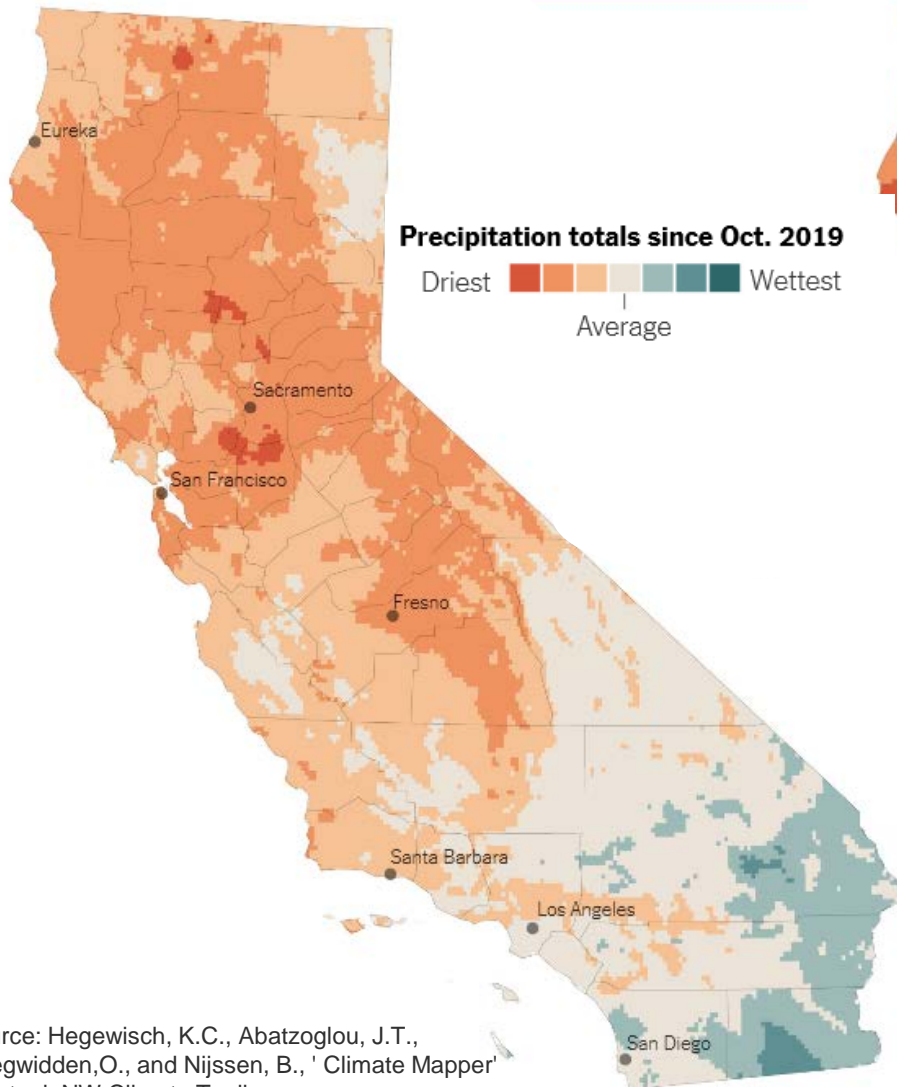 Eureka
Precipitation totals since Oct. 2019
Driest Wettest
Average
Sacramento
San Francisco
Fresno
Santa Barbara
Los Angeles
San Diego
rce: Hegewisch, K.C., Abatzoglou, J.T.,
egwidden,O., and Nijssen, B., ' Climate Mapper'